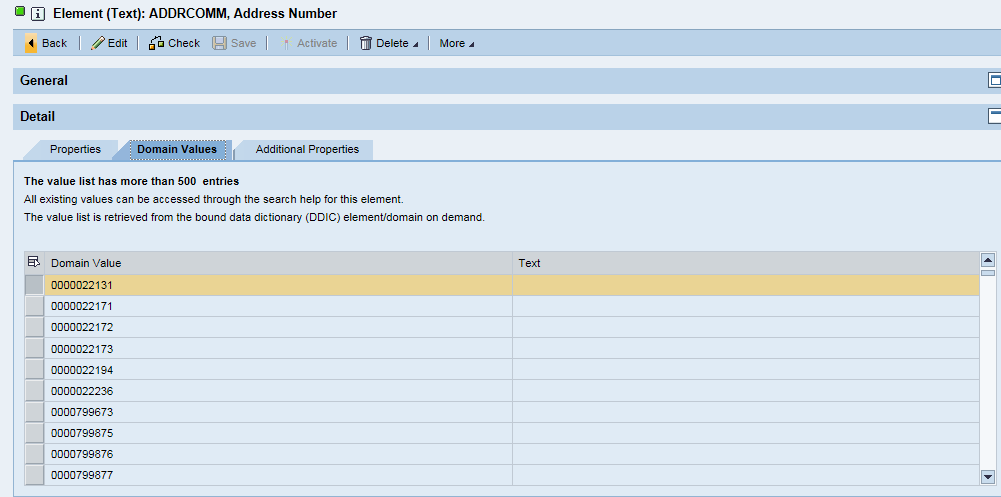 Element (Text): ADDRCOMM, Address Number
Back Edit Check Save Activate Delete More
General
Detail
Properties Domain Values Additional Properties
The value list has more than 500 entries
All existing values can be accessed through the search help for this element.
The value list is retrieved from the bound data dictionary (DDIC) element/domain on demand.
Domain Value Text
0000022131
0000022171
0000022172
0000022173
0000022194
0000022236
0000799673
0000799875
0000799876
0000799877